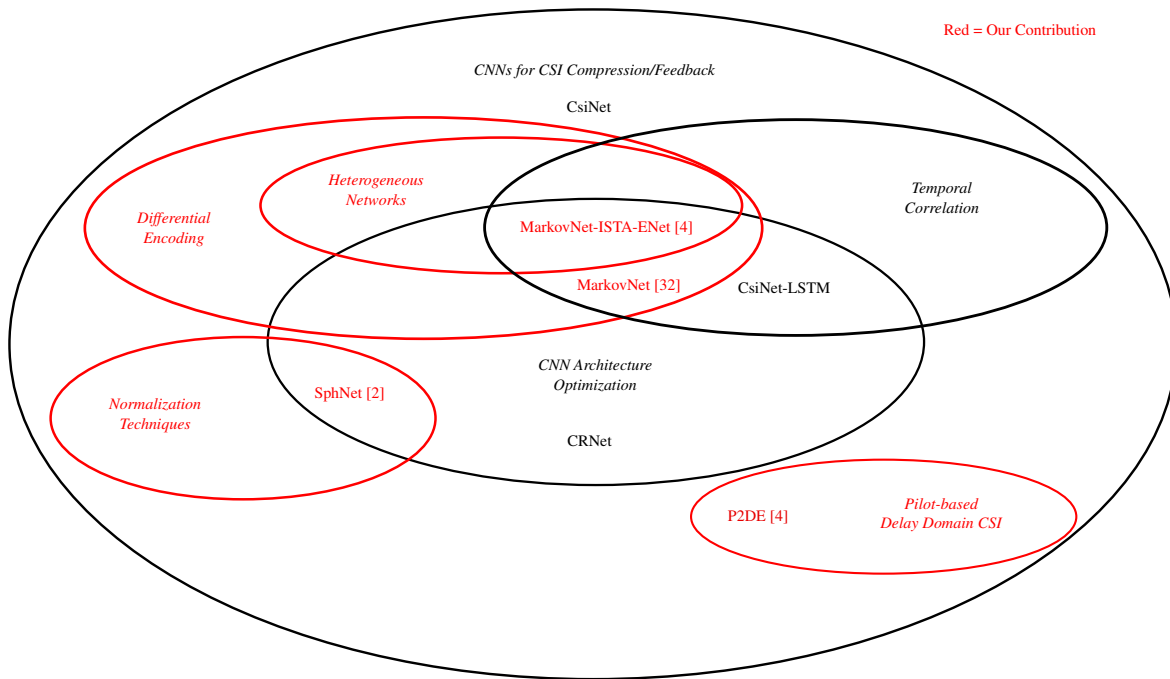 Red = Our Contribution
CNNs for CSI Compression/Feedback
CsiNet
Heterogeneous
Networks
Temporal
Correlation
Differential
Encoding
MarkovNet-ISTA-ENet [4]
MarkovNet [32]
CsiNet-LSTM
CNN Architecture
Optimization
SphNet [2]
Normalization
Techniques
CRNet
P2DE [4]
Pilot-based
Delay Domain CSI